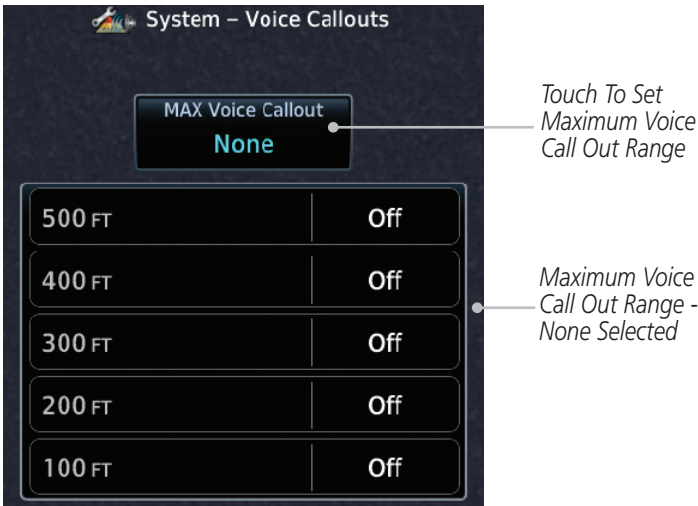 System – Voice Callouts
MAX Voice Callout
None
Touch To Set
Maximum Voice
Call Out Range
500 FT
Off
400 FT
Off
300 FT
Off
200 FT
Off
100 FT
Off
Maximum Voice
Call Out Range -
None Selected